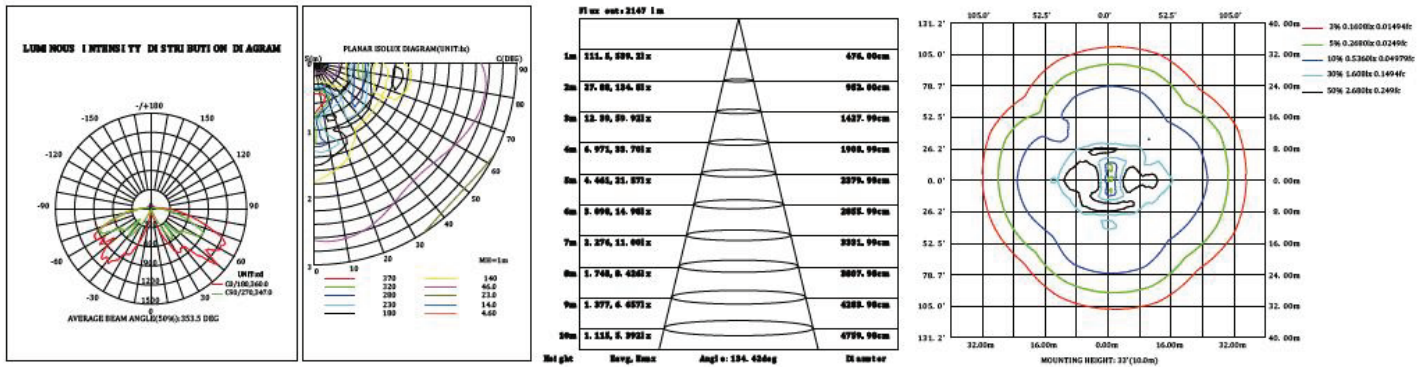 LUMINOUS INTENSITY DISTRIBUTION DIAGRAM
-/+180
-150 150
-120 120
-90 90
-60 60
-30 30
0
900
1200
1500
UNIT:cd
C0/180,360.0
C90/270,347.0
AVERAGE BEAM ANGLE(50%):353.5 DEG
PLANAR ISOLUX DIAGRAM(UNIT:lx)
S(m) C(DEG)
0 90
80
1 70
60
2 50
40
3 0 10 20 30
MH=1m
370 140
320 46.0
280 23.0
230 14.0
180 4.60
Flux out:2147 lm
1m 111.5, 539.2lx 476.00cm
2m 27.88, 134.8lx 952.00cm
3m 12.39, 59.92lx 1427.99cm
4m 6.971, 33.70lx 1903.99cm
5m 4.461, 21.57lx 2379.99cm
6m 3.098, 14.98lx 2855.99cm
7m 2.276, 11.00lx 3331.99cm
8m 1.743, 8.426lx 3807.98cm
9m 1.377, 6.657lx 4283.98cm
10m 1.115, 5.392lx 4759.98cm
Height Eavg, Emax Angle: 134.42deg Diameter
105.0' 52.5' 0.0' 52.5' 105.0'
131.2' 40.00m
105.0' 32.00m
78.7' 24.00m
52.5' 16.00m
26.2' 8.00m
0.0' 0.00m
26.2' 8.00m
52.5' 16.00m
78.7' 24.00m
105.0' 32.00m
131.2' 40.00m
32.00m 16.00m 0.00m 16.00m 32.00m
MOUNTING HEIGHT: 33'(10.0m)
3% 0.1608lx 0.01494fc
5% 0.2680lx 0.0249fc
10% 0.5360lx 0.04979fc
30% 1.608lx 0.1494fc
50% 2.680lx 0.249fc